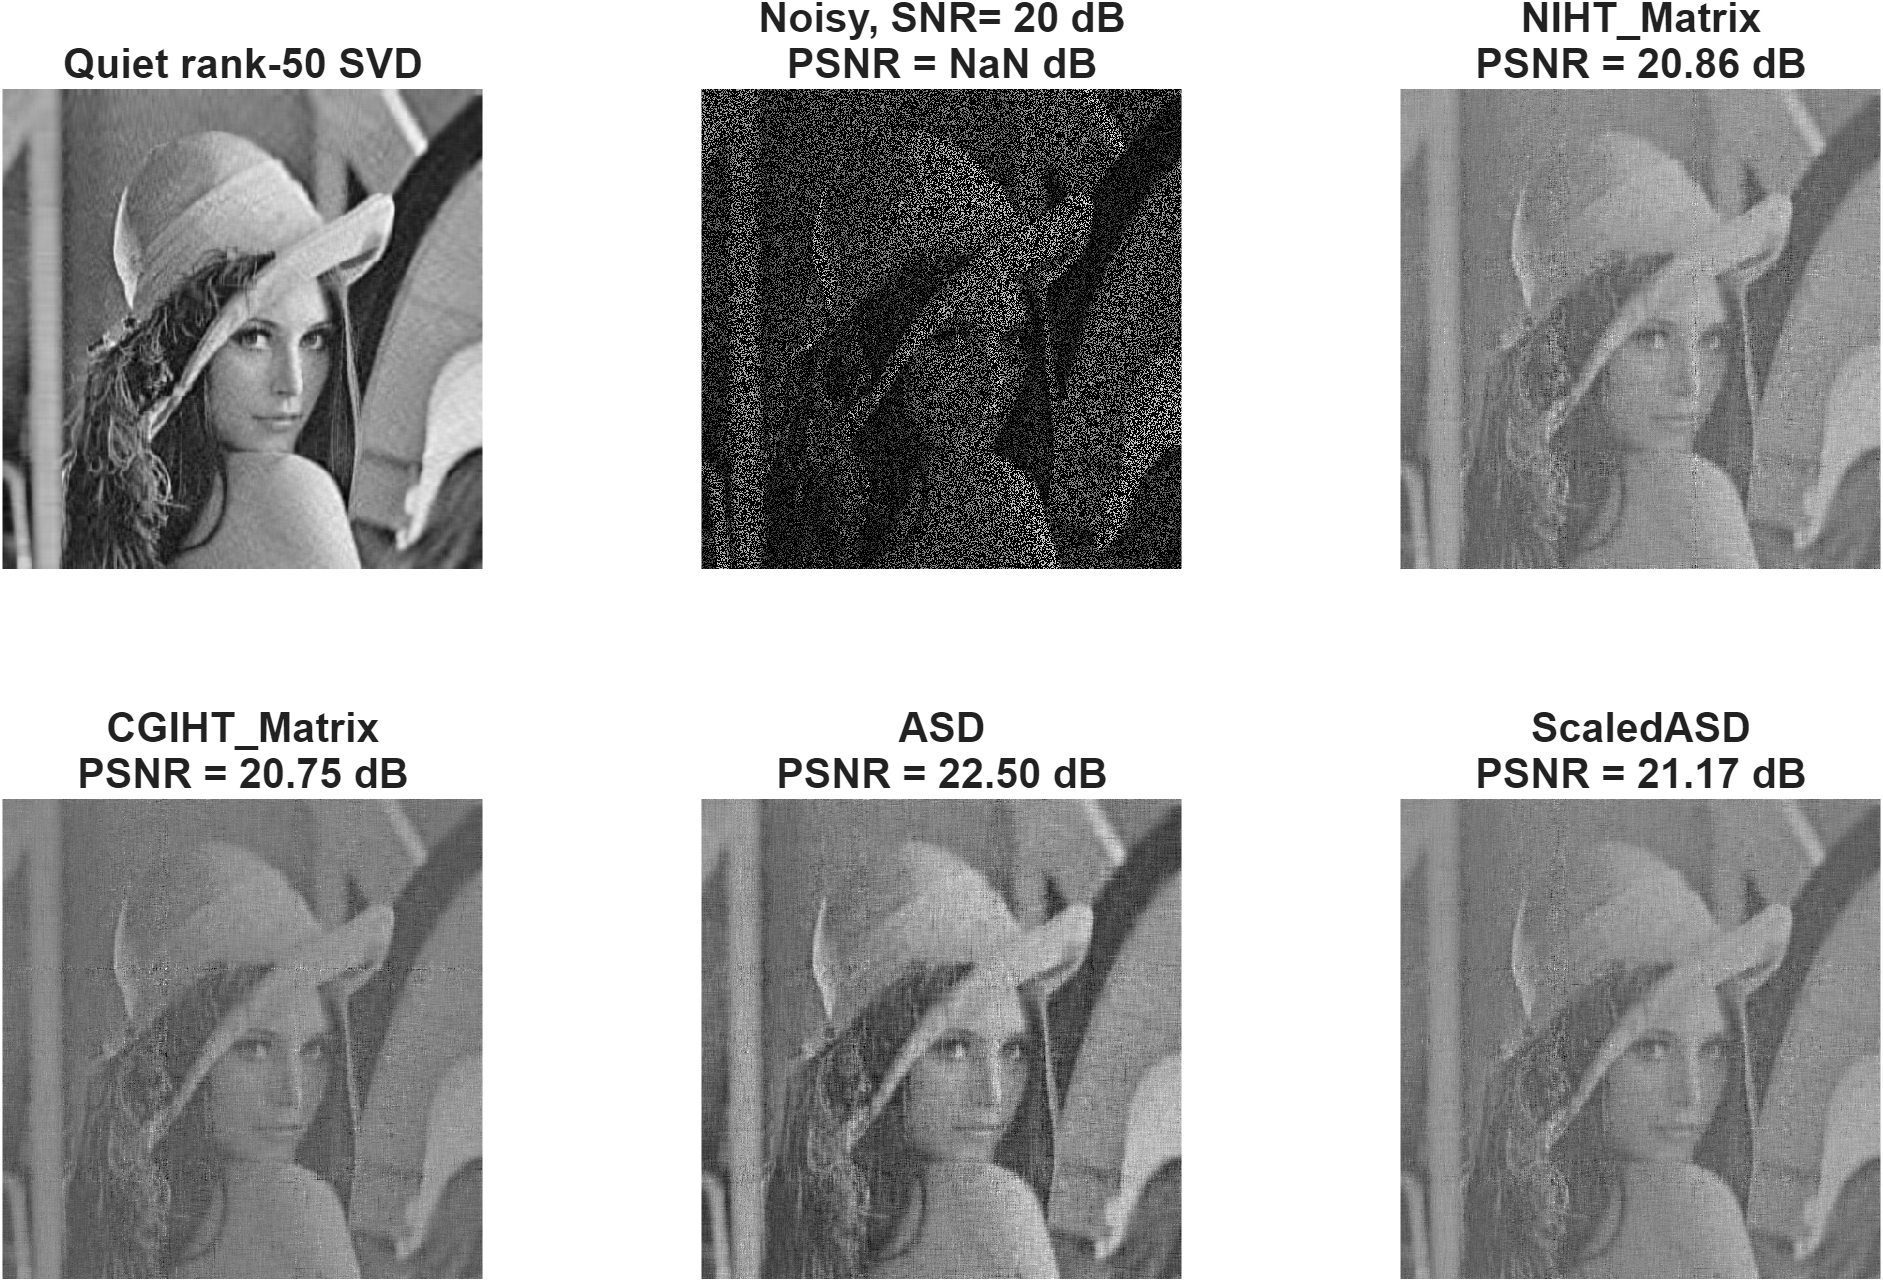 Quiet rank-50 SVD
Noisy, SNR= 20 dB
PSNR = NaN dB
NIHT_Matrix
PSNR = 20.86 dB
CGIHT_Matrix
PSNR = 20.75 dB
ASD
PSNR = 22.50 dB
ScaledASD
PSNR = 21.17 dB